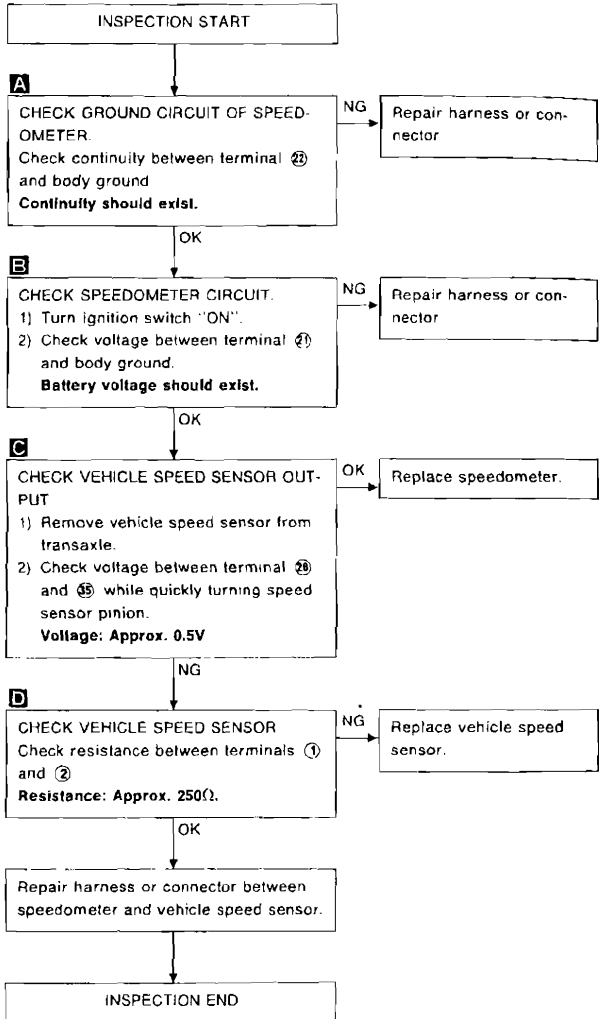 INSPECTION START
A
CHECK GROUND CIRCUIT OF SPEED-
OMETER.
Check continuity between terminal ㉒
and body ground
Continuity should exist.
NG
Repair harness or con-
nector
OK
B
CHECK SPEEDOMETER CIRCUIT.
1) Turn ignition switch "ON".
2) Check voltage between terminal ㉑
and body ground.
Battery voltage should exist.
NG
Repair harness or con-
nector
OK
C
CHECK VEHICLE SPEED SENSOR OUT-
PUT
1) Remove vehicle speed sensor from
transaxle.
2) Check voltage between terminal
and ㉟ while quickly turning speed
sensor pinion.
Voltage: Approx. 0.5V
OK
Replace speedometer.
NG
D
CHECK VEHICLE SPEED SENSOR
Check resistance between terminals ①
and ②
Resistance: Approx. 250Ω.
NG
Replace vehicle speed
sensor.
OK
Repair harness or connector between
speedometer and vehicle speed sensor.
INSPECTION END